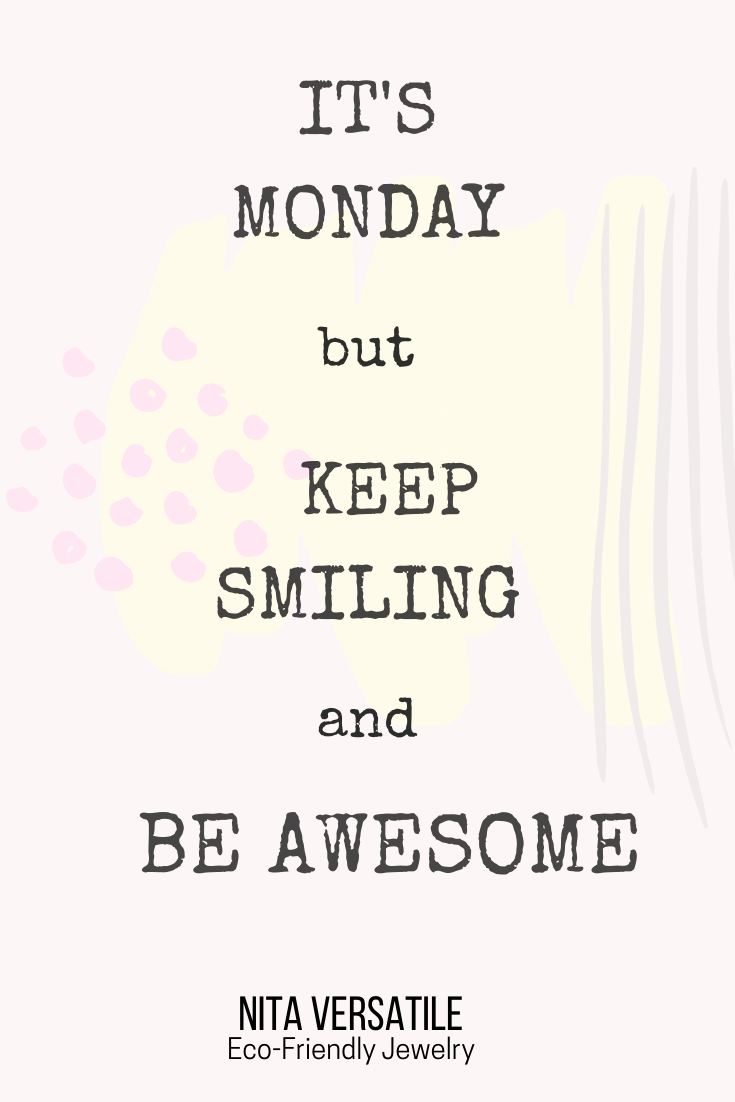 IT'S
MONDAY
but
KEEP
SMILING
and
BE AWESOME
NITA VERSATILE
Eco-Friendly Jewelry